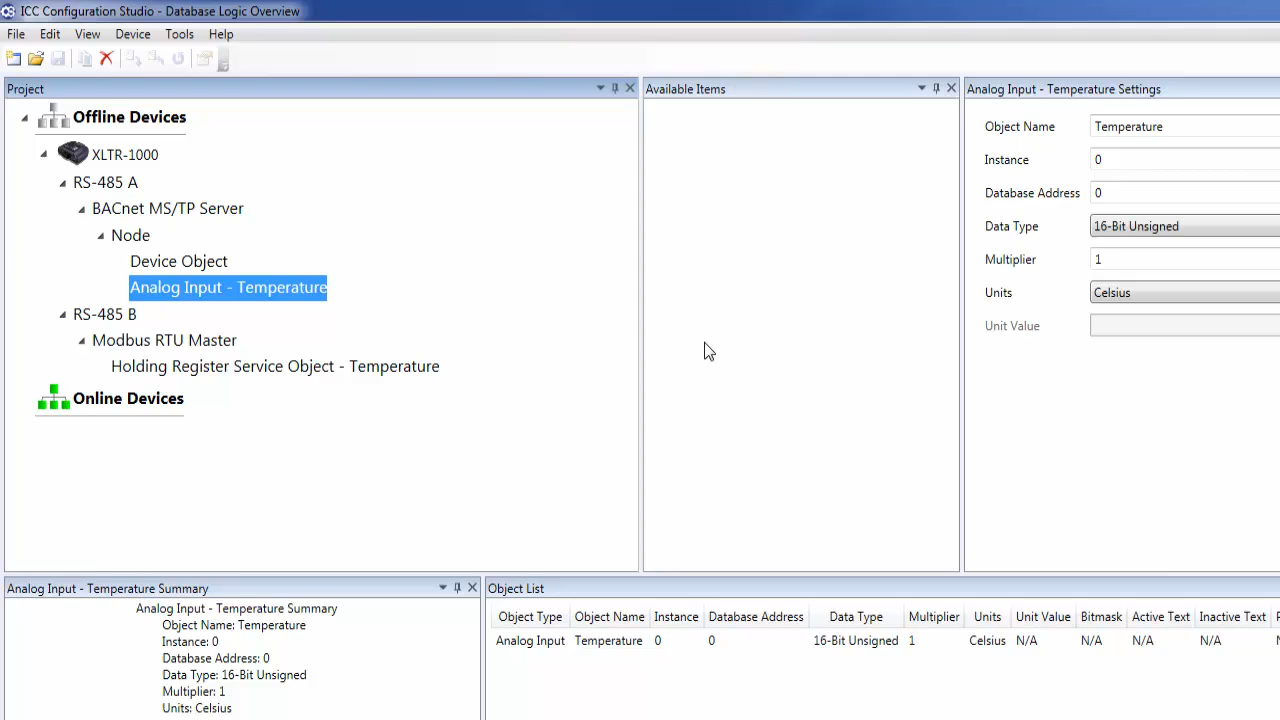 ICC Configuration Studio - Database Logic Overview
File Edit View Device Tools Help
Project
Offline Devices
XLTR-1000
RS-485 A
BACnet MS/TP Server
Node
Device Object
Analog Input - Temperature
RS-485 B
Modbus RTU Master
Holding Register Service Object - Temperature
Online Devices
Available Items
Analog Input - Temperature Settings
Object Name Temperature
Instance 0
Database Address 0
Data Type 16-Bit Unsigned
Multiplier 1
Units Celsius
Unit Value
Analog Input - Temperature Summary
Analog Input - Temperature Summary
Object Name: Temperature
Instance: 0
Database Address: 0
Data Type: 16-Bit Unsigned
Multiplier: 1
Units: Celsius
Object List
Object Type Object Name Instance Database Address Data Type Multiplier Units Unit Value Bitmask Active Text Inactive Text
Analog Input Temperature 0 0 16-Bit Unsigned 1 Celsius N/A N/A N/A N/A